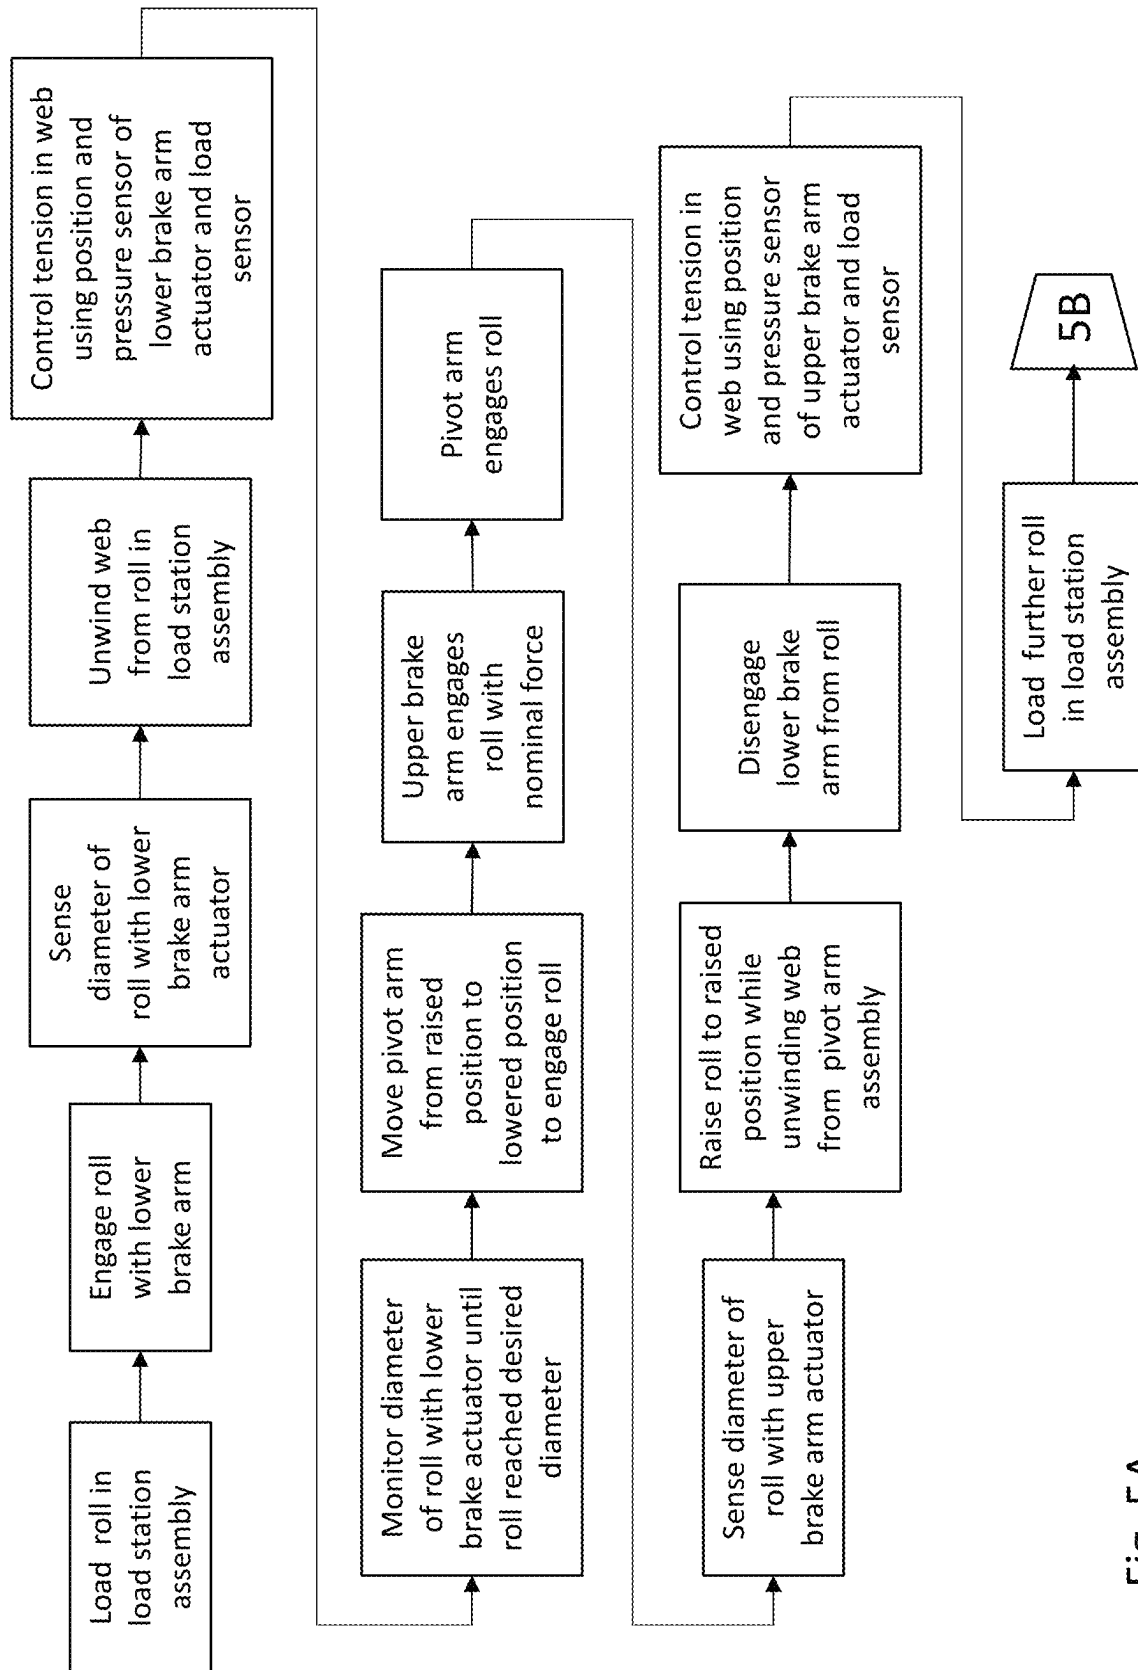 Load roll in
load station
assembly
Engage roll
with lower
brake arm
Sense
diameter of
roll with lower
brake arm
actuator
Unwind web
from roll in
load station
assembly
Control tension in web
using position and
pressure sensor of
lower brake arm
actuator and load
sensor
Monitor diameter
of roll with lower
brake actuator until
roll reached desired
diameter
Move pivot arm
from raised
position to
lowered position
to engage roll
Upper brake
arm engages
roll with
nominal force
Pivot arm
engages roll
Sense diameter of
roll with upper
brake arm actuator
Raise roll to raised
position while
unwinding web
from pivot arm
assembly
Disengage
lower brake
arm from roll
Control tension in
web using position
and pressure sensor
of upper brake arm
actuator and load
sensor
Load further roll
in load station
assembly
5B
Fig. 5A